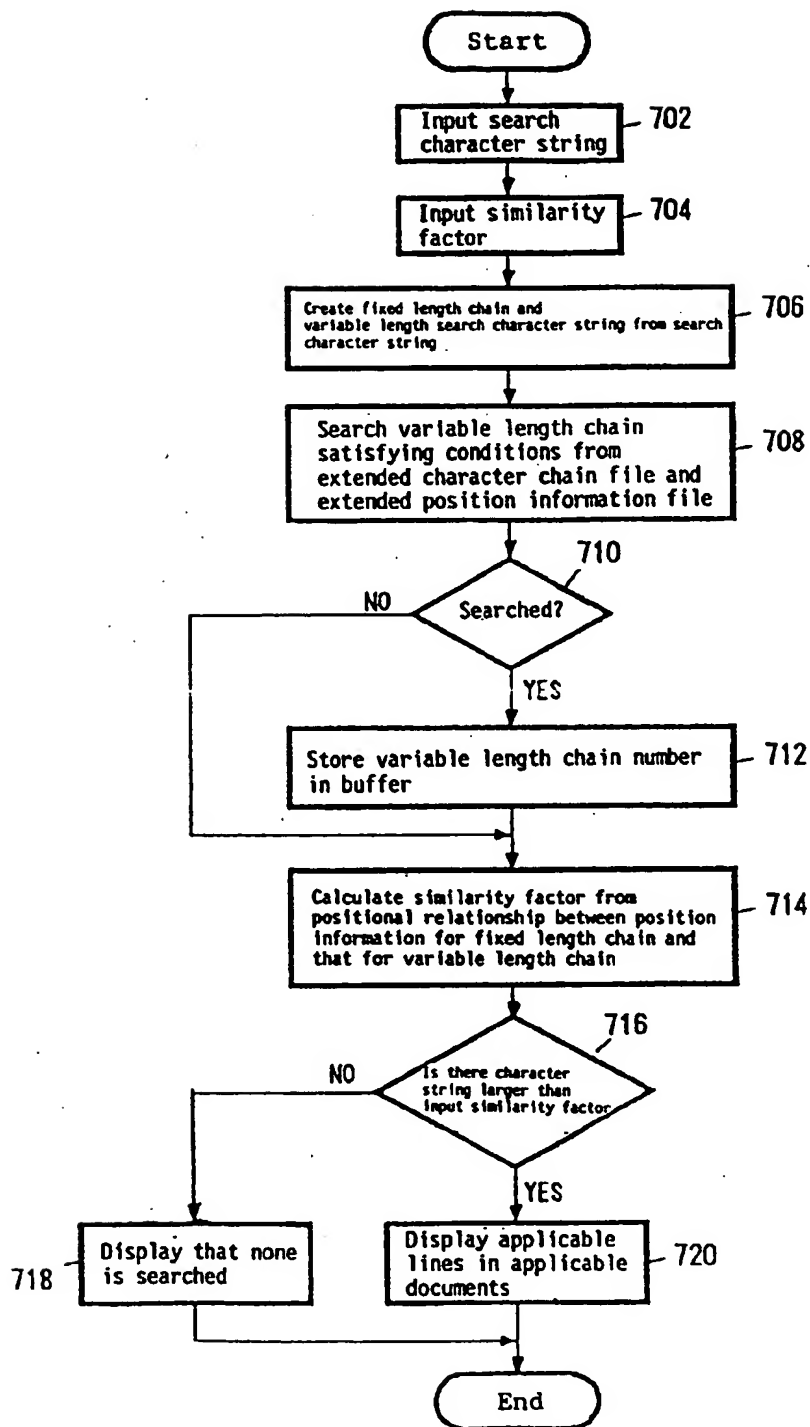 Start
Input search
character string
702
Input similarity
factor
704
Create fixed length chain and
variable length search character string from search
character string
706
Search variable length chain
satisfying conditions from
extended character chain file and
extended position information file
708
710
Searched?
NO
YES
Store variable length chain number
in buffer
712
Calculate similarity factor from
positional relationship between position
information for fixed length chain and
that for variable length chain
714
716
Is there character
string larger than
input similarity factor
NO
YES
Display that none
is searched
718
Display applicable
lines in applicable
documents
720
End